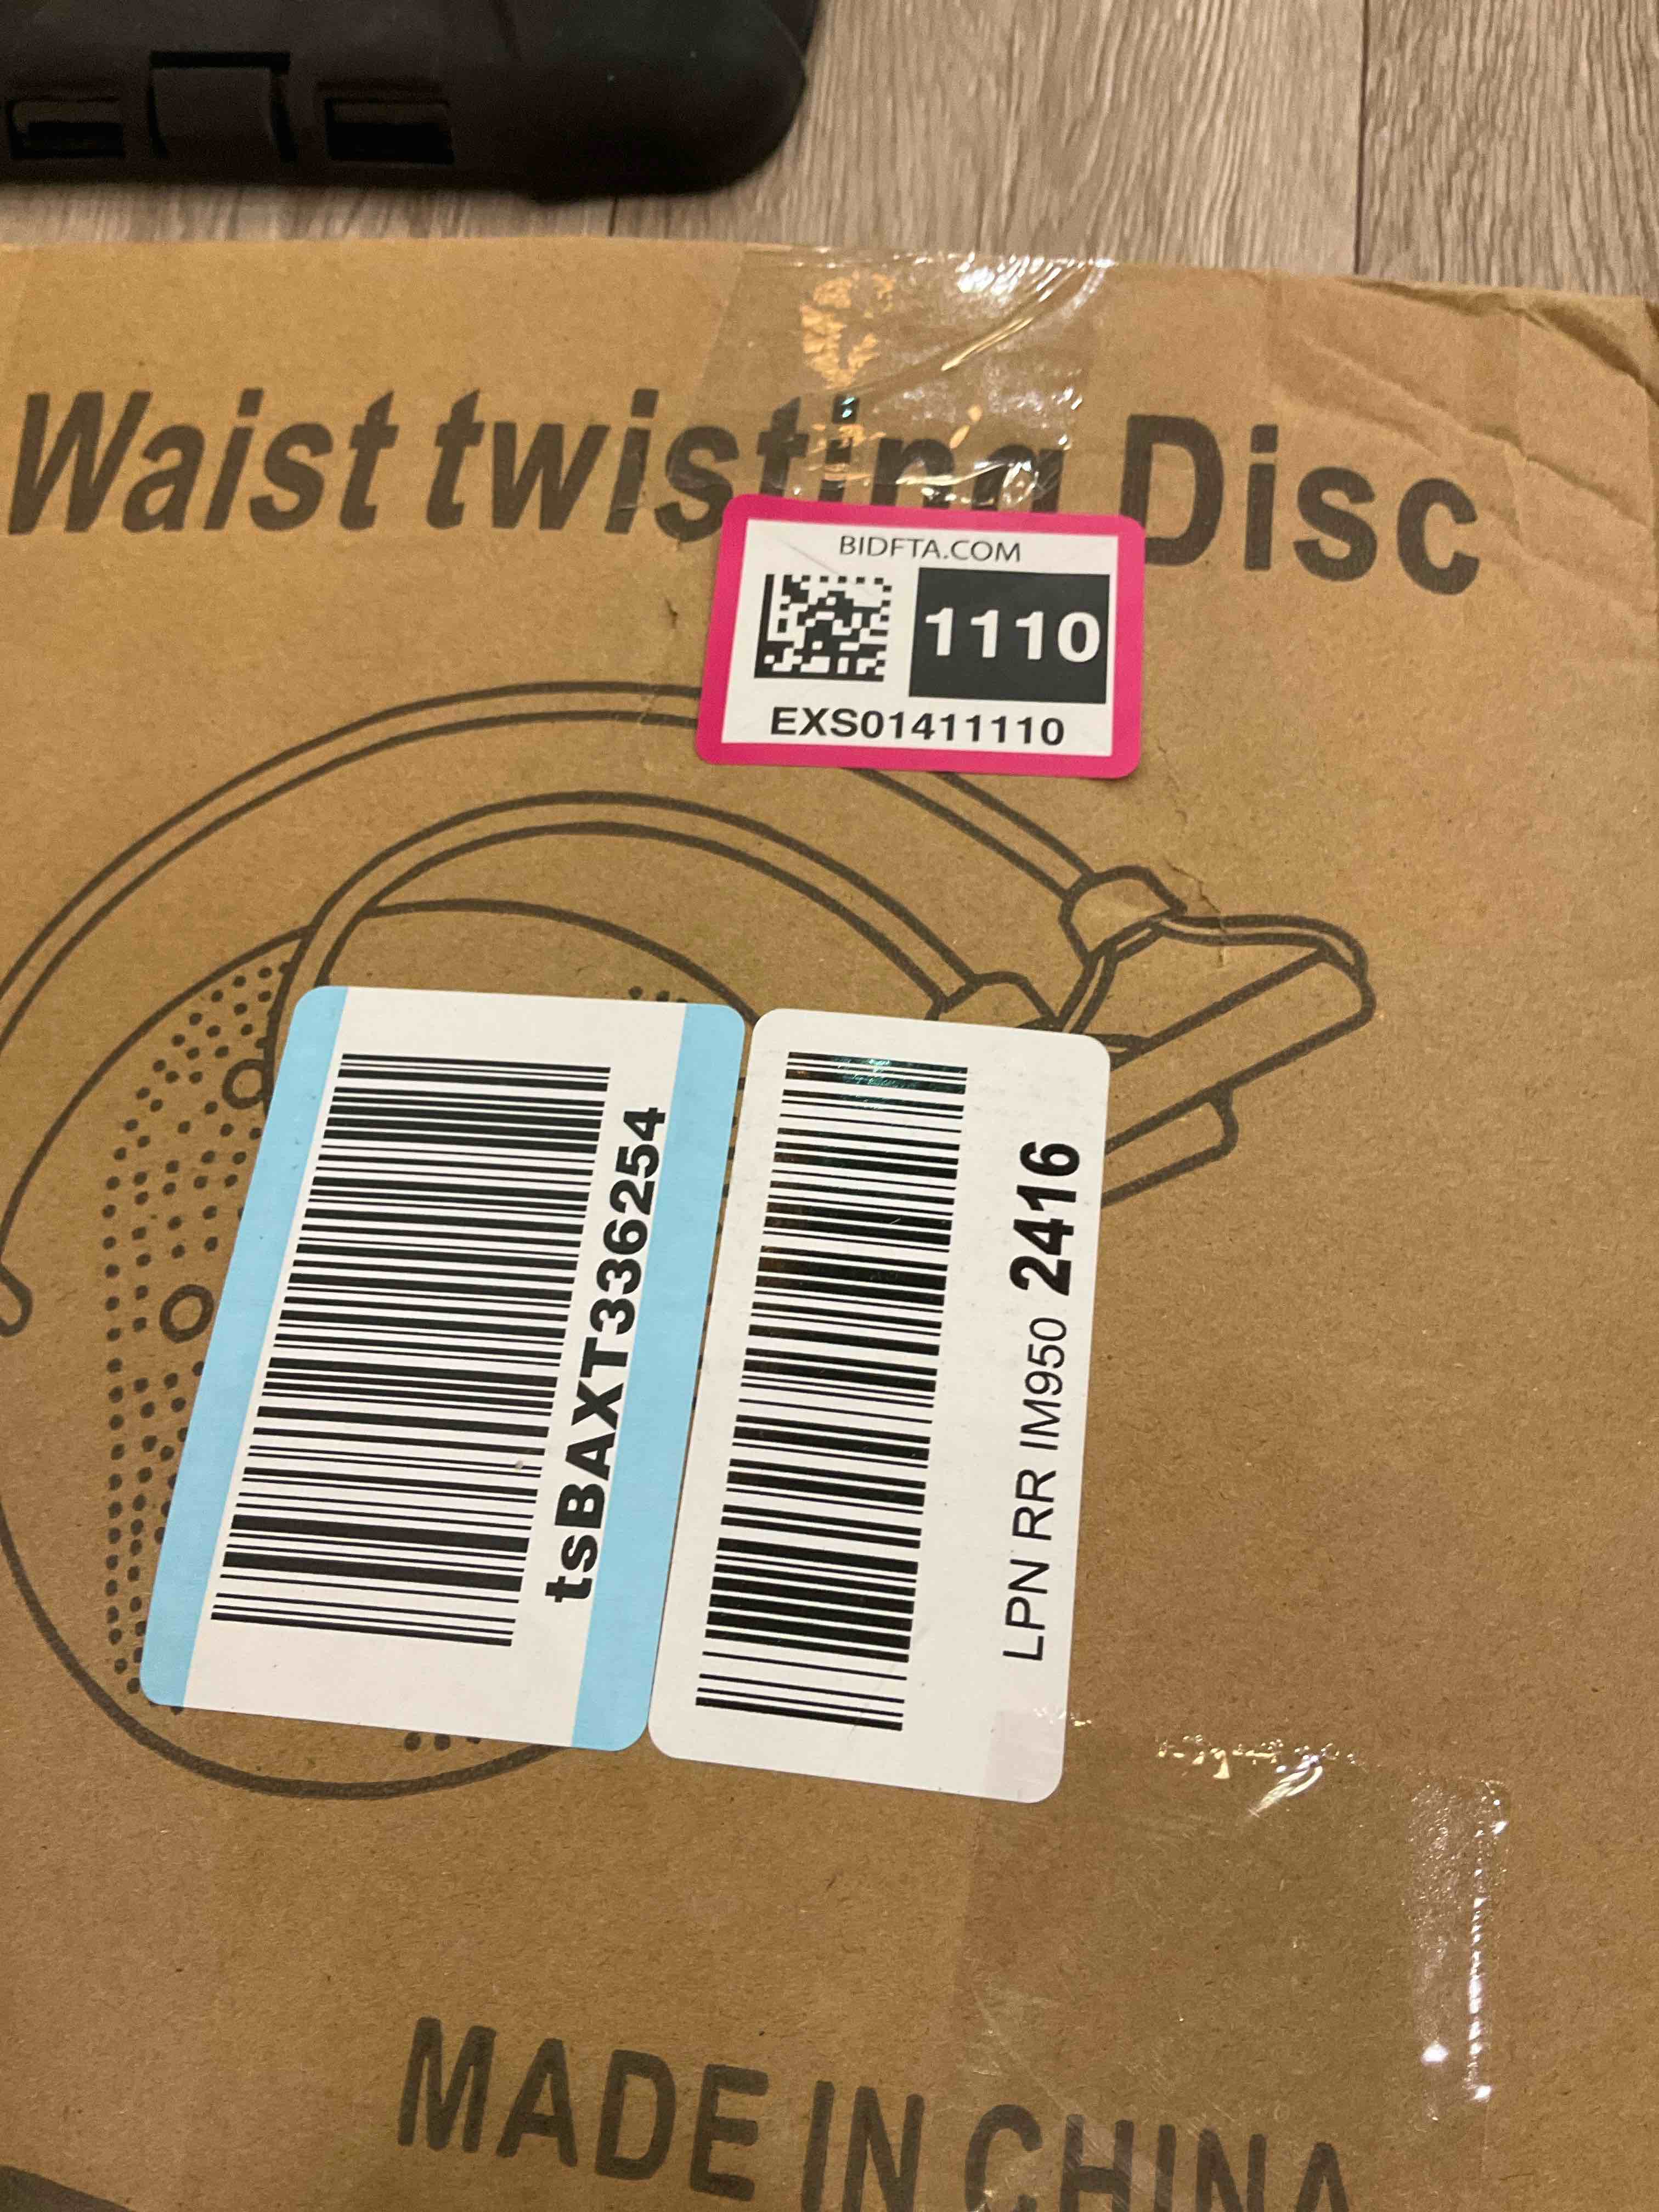 Waist twisting Disc
BIDFTA.COM
1110
EXS01411110
tsBAXT336254
LPN RR IM950 2416
MADE IN CHINA